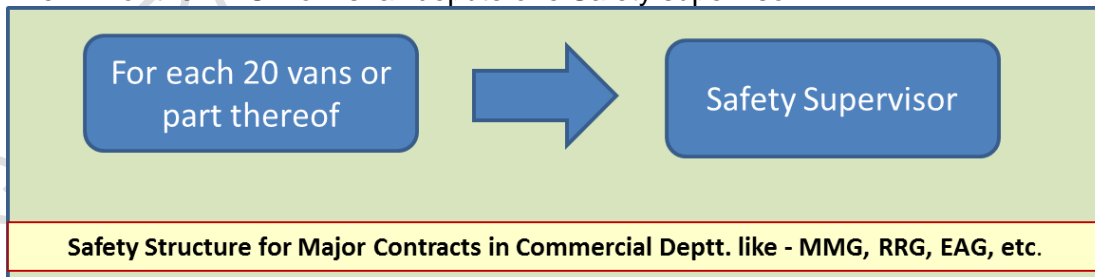 For each 20 vans or
part thereof
Safety Supervisor
Safety Structure for Major Contracts in Commercial Deptt. like - MMG, RRG, EAG, etc.